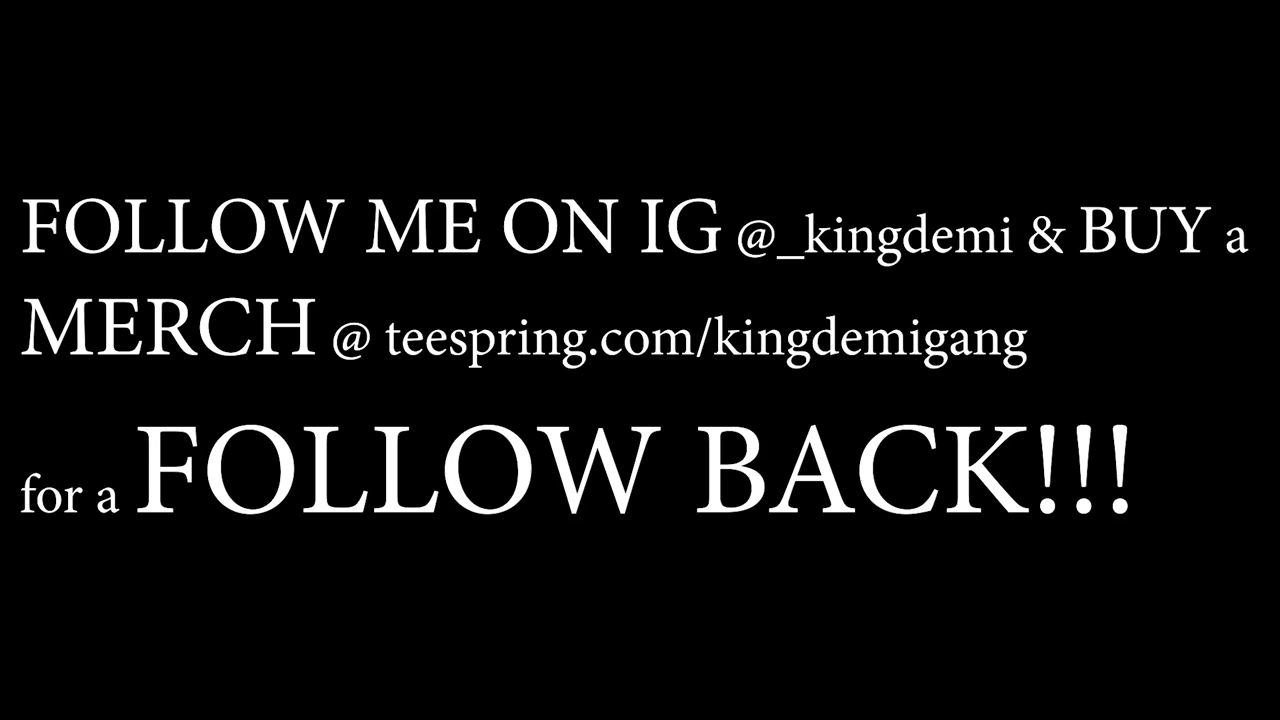 FOLLOW ME ON IG @_kingdemi & BUY a
MERCH @ teespring.com/kingdemigang
for a FOLLOW BACK!!!